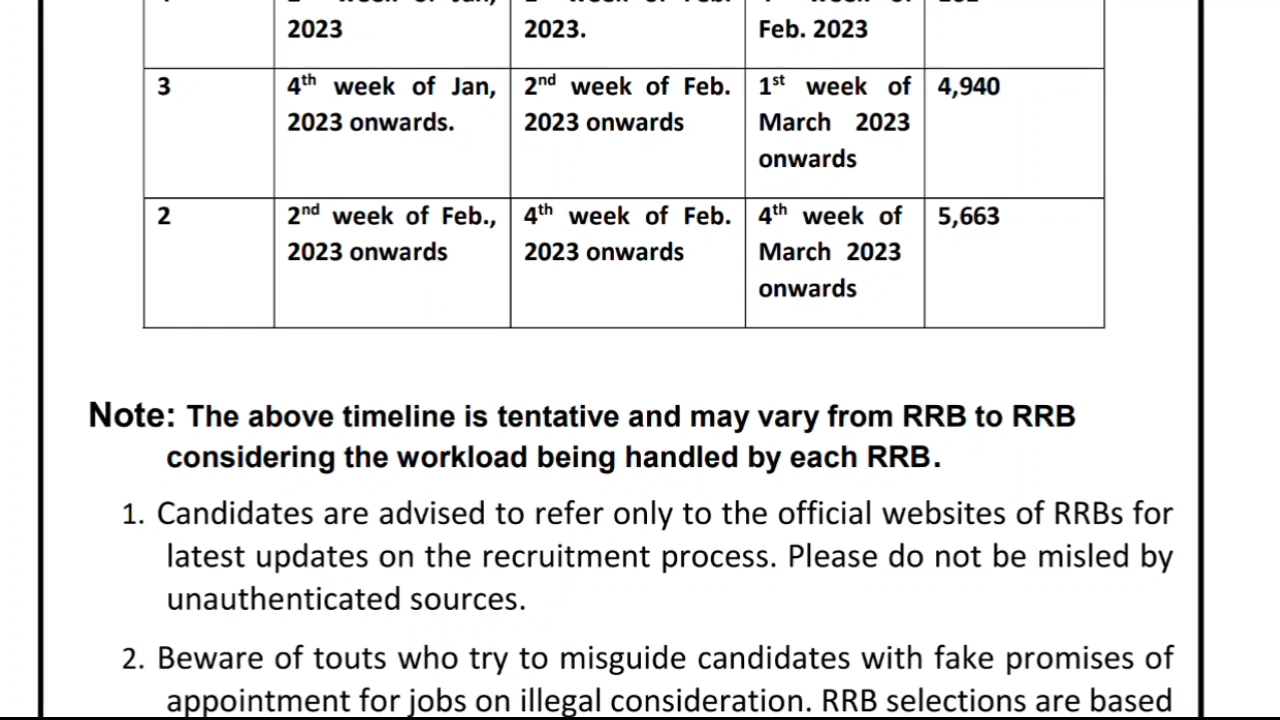 2023
2023.
Feb. 2023
3
4th week of Jan,
2023 onwards.
2nd week of Feb.
2023 onwards
1st week of
March 2023
onwards
4,940
2
2nd week of Feb.,
2023 onwards
4th week of Feb.
2023 onwards
4th week of
March 2023
onwards
5,663
Note: The above timeline is tentative and may vary from RRB to RRB
considering the workload being handled by each RRB.
1. Candidates are advised to refer only to the official websites of RRBs for
latest updates on the recruitment process. Please do not be misled by
unauthenticated sources.
2. Beware of touts who try to misguide candidates with fake promises of
appointment for jobs on illegal consideration. RRB selections are based